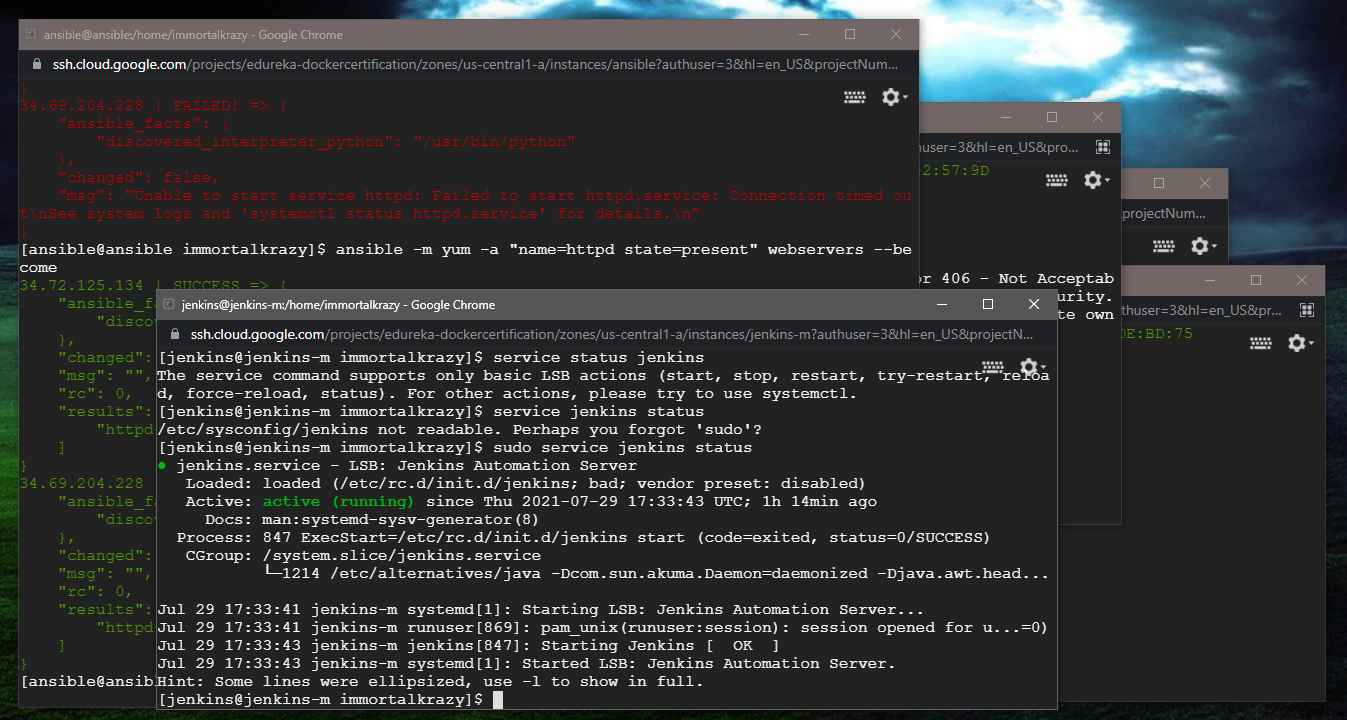 ansible@ansible:/home/immortalkrazy - Google Chrome
ssh.cloud.google.com/projects/edureka-dockercertification/zones/us-central1-a/instances/ansible?authuser=3&hl=en_US&projectNum...
}
34.69.204.228 | FAILED! => {
    "ansible_facts": {
        "discovered_interpreter_python": "/usr/bin/python"
    },
    "changed": false,
    "msg": "Unable to start service httpd: Failed to start httpd.service: Connection timed ou
t\nSee system logs and 'systemctl status httpd.service' for details.\n"
}
[ansible@ansible immortalkrazy]$ ansible -m yum -a "name=httpd state=present" webservers --be
come
34.72.125.134 | SUCCESS => {
    "ansible_f
        "disco
    },
    "changed":
    "msg": "",
    "rc": 0,
    "results":
        "httpd
    ]
}
34.69.204.228
    "ansible_fa
        "disco
    },
    "changed":
    "msg": "",
    "rc": 0,
    "results":
        "httpd
    ]
}
[ansible@ansib
jenkins@jenkins-m:/home/immortalkrazy - Google Chrome
ssh.cloud.google.com/projects/edureka-dockercertification/zones/us-central1-a/instances/jenkins-m?authuser=3&hl=en_US&projectN...
[jenkins@jenkins-m immortalkrazy]$ service status jenkins
The service command supports only basic LSB actions (start, stop, restart, try-restart, reloa
d, force-reload, status). For other actions, please try to use systemctl.
[jenkins@jenkins-m immortalkrazy]$ service jenkins status
/etc/sysconfig/jenkins not readable. Perhaps you forgot 'sudo'?
[jenkins@jenkins-m immortalkrazy]$ sudo service jenkins status
● jenkins.service - LSB: Jenkins Automation Server
   Loaded: loaded (/etc/rc.d/init.d/jenkins; bad; vendor preset: disabled)
   Active: active (running) since Thu 2021-07-29 17:33:43 UTC; 1h 14min ago
     Docs: man:systemd-sysv-generator(8)
  Process: 847 ExecStart=/etc/rc.d/init.d/jenkins start (code=exited, status=0/SUCCESS)
   CGroup: /system.slice/jenkins.service
           └─1214 /etc/alternatives/java -Dcom.sun.akuma.Daemon=daemonized -Djava.awt.head...
Jul 29 17:33:41 jenkins-m systemd[1]: Starting LSB: Jenkins Automation Server...
Jul 29 17:33:41 jenkins-m runuser[869]: pam_unix(runuser:session): session opened for u...=0)
Jul 29 17:33:43 jenkins-m jenkins[847]: Starting Jenkins [  OK  ]
Jul 29 17:33:43 jenkins-m systemd[1]: Started LSB: Jenkins Automation Server.
Hint: Some lines were ellipsized, use -l to show in full.
[jenkins@jenkins-m immortalkrazy]$
user=3&hl=en_US&pro...
2:57:9D
or 406 - Not Acceptab
urity.
te own
projectNum...
thuser=3&hl=en_US&pro...
DE:BD:75